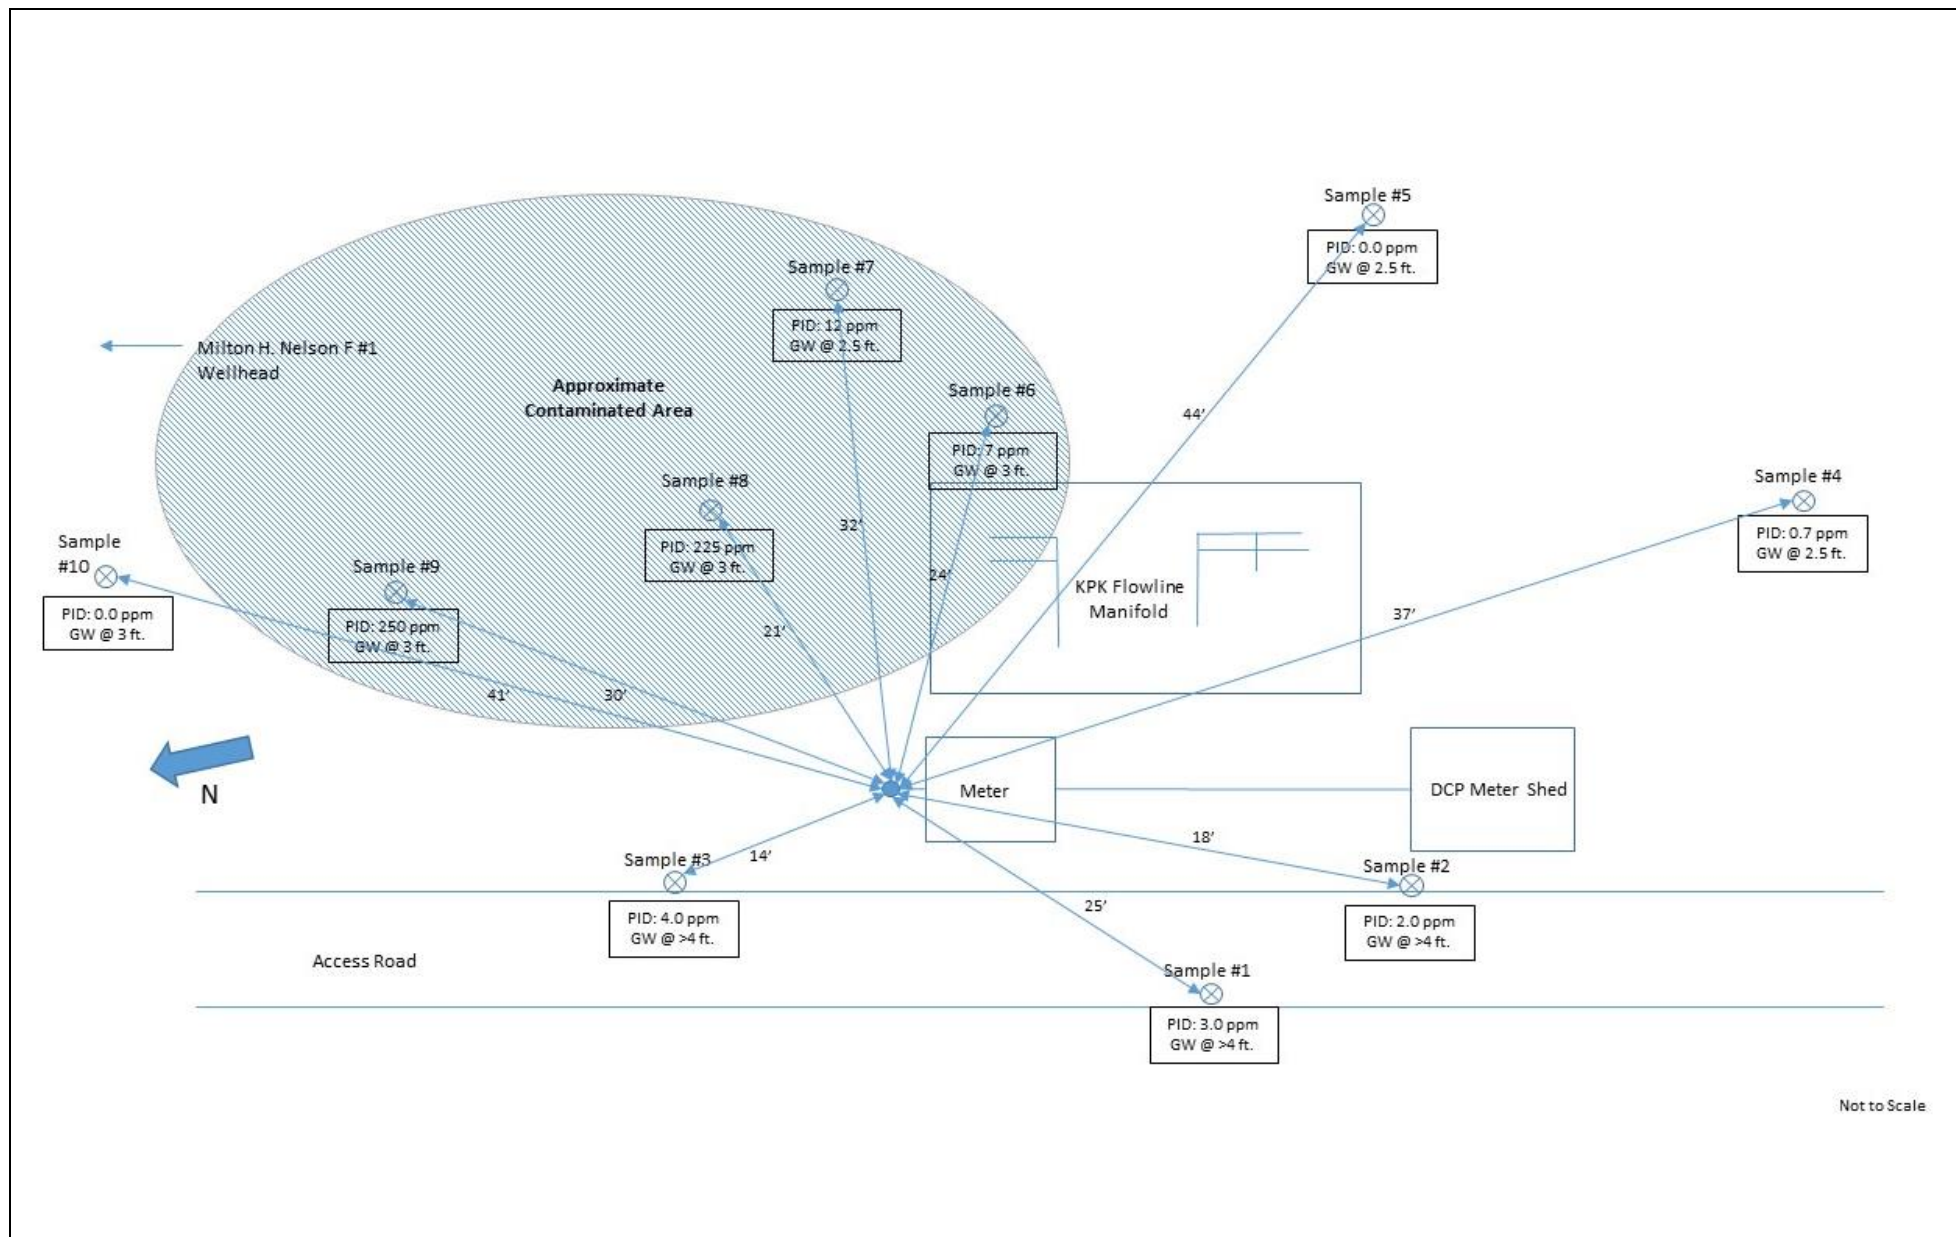 Sample #5
PID: 0.0 ppm
GW @ 2.5 ft.
Sample #7
PID: 12 ppm
GW @ 2.5 ft.
Milton H. Nelson F #1
Wellhead
Approximate
Contaminated Area
Sample #6
PID: 7 ppm
GW @ 3 ft.
44’
Sample #8
PID: 225 ppm
GW @ 3 ft.
32’
Sample #4
PID: 0.7 ppm
GW @ 2.5 ft.
Sample
#10
PID: 0.0 ppm
GW @ 3 ft.
Sample #9
PID: 250 ppm
GW @ 3 ft.
24’
KPK Flowline
Manifold
37’
21’
41’
30’
N
Meter
DCP Meter Shed
18’
14’
Sample #3
PID: 4.0 ppm
GW @ >4 ft.
Sample #2
PID: 2.0 ppm
GW @ >4 ft.
25’
Access Road
Sample #1
PID: 3.0 ppm
GW @ >4 ft.
Not to Scale